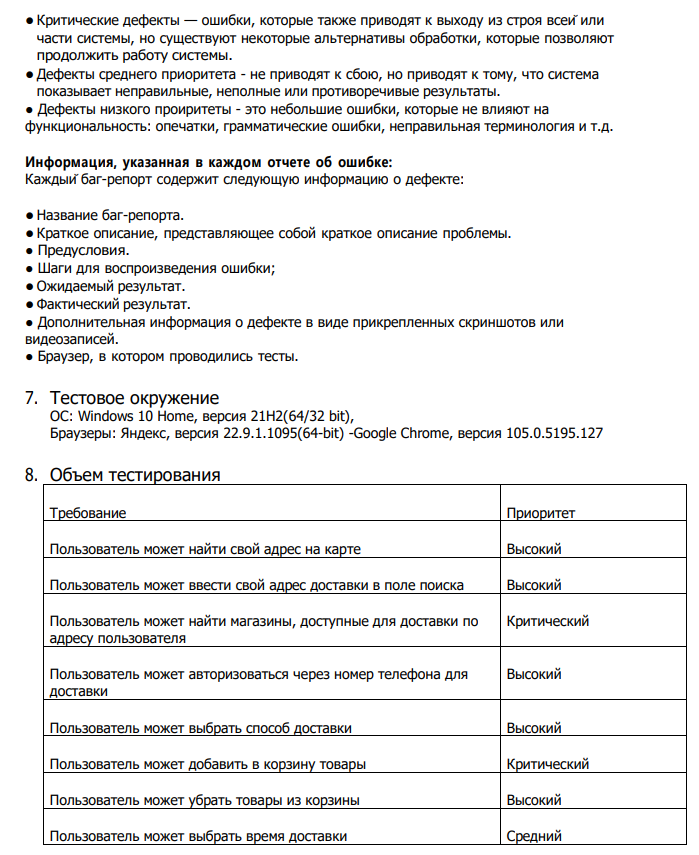 ● Критические дефекты — ошибки, которые также приводят к выходу из строя всей или
части системы, но существуют некоторые альтернативы обработки, которые позволяют
продолжить работу системы.
● Дефекты среднего приоритета - не приводят к сбою, но приводят к тому, что система
показывает неправильные, неполные или противоречивые результаты.
● Дефекты низкого проиритеты - это небольшие ошибки, которые не влияют на
функциональность: опечатки, грамматические ошибки, неправильная терминология и т.д.
Информация, указанная в каждом отчете об ошибке:
Каждый баг-репорт содержит следующую информацию о дефекте:
● Название баг-репорта.
● Краткое описание, представляющее собой краткое описание проблемы.
● Предусловия.
● Шаги для воспроизведения ошибки;
● Ожидаемый результат.
● Фактический результат.
● Дополнительная информация о дефекте в виде прикрепленных скриншотов или
видеозаписей.
● Браузер, в котором проводились тесты.
7. Тестовое окружение
ОС: Windows 10 Home, версия 21H2(64/32 bit),
Браузеры: Яндекс, версия 22.9.1.1095(64-bit) -Google Chrome, версия 105.0.5195.127
8. Объем тестирования
Требование Приоритет
Пользователь может найти свой адрес на карте Высокий
Пользователь может ввести свой адрес доставки в поле поиска Высокий
Пользователь может найти магазины, доступные для доставки по Критический
адресу пользователя
Пользователь может авторизоваться через номер телефона для Высокий
доставки
Пользователь может выбрать способ доставки Высокий
Пользователь может добавить в корзину товары Критический
Пользователь может убрать товары из корзины Высокий
Пользователь может выбрать время доставки Средний